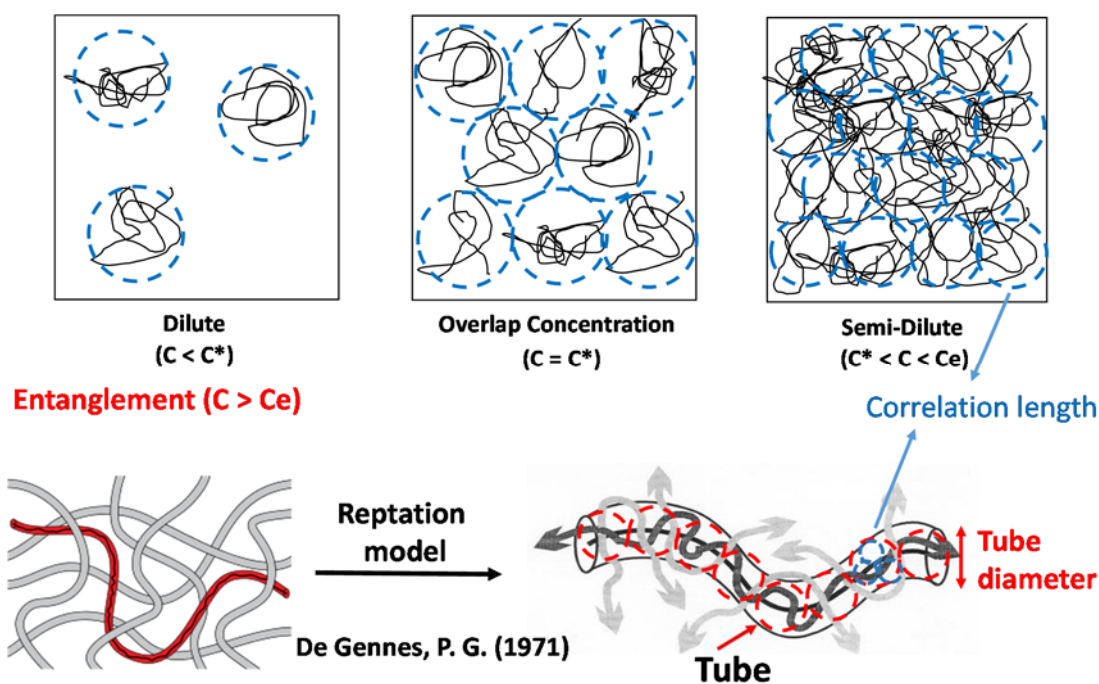 Dilute
(C < C*)
Overlap Concentration
(C = C*)
Semi-Dilute
(C* < C < Ce)
Entanglement (C > Ce)
Correlation length
Reptation
model
Tube
diameter
De Gennes, P. G. (1971)
Tube